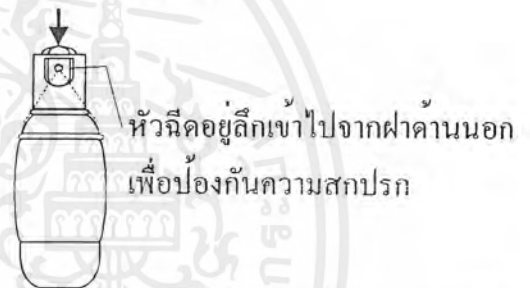 หัวฉีดอยู่ลึกเข้าไปจากฝาด้านนอก
เพื่อป้องกันความสกปรก